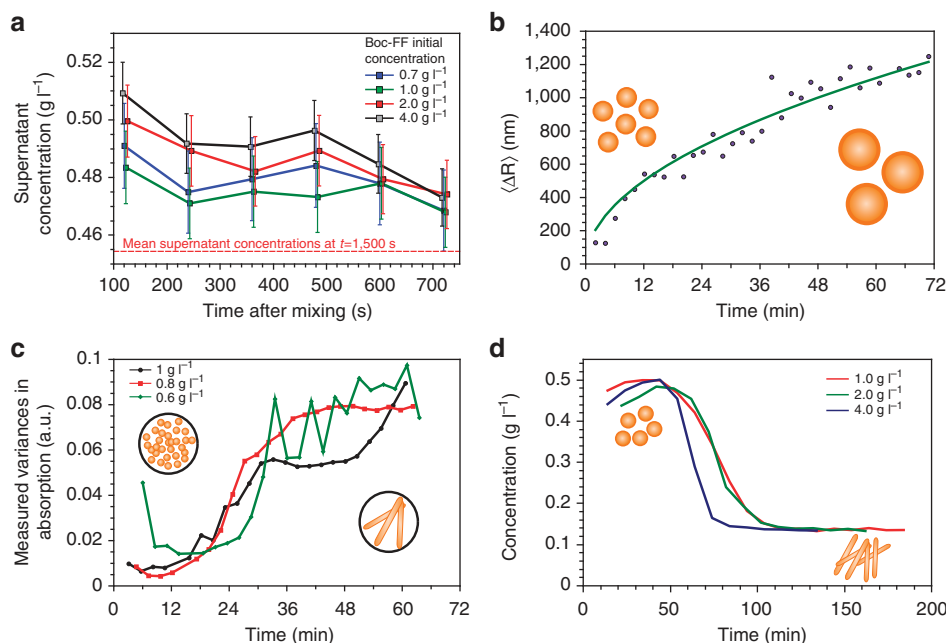 a
Supernatant
concentration (g l⁻¹)
0.52
0.50
0.48
0.46
Boc-FF initial
concentration
0.7 g l⁻¹
1.0 g l⁻¹
2.0 g l⁻¹
4.0 g l⁻¹
Mean supernatant concentrations at t=1,500 s
100 200 300 400 500 600 700
Time after mixing (s)
b
⟨ΔR⟩ (nm)
1,400
1,200
1,000
800
600
400
200
0
0 12 24 36 48 60 72
Time (min)
c
Measured variances in
absorption (a.u.)
0.1
0.08
0.06
0.04
0.02
0
1 g l⁻¹
0.8 g l⁻¹
0.6 g l⁻¹
0 12 24 36 48 60 72
Time (min)
d
Concentration (g l⁻¹)
0.5
0.4
0.3
0.2
0.1
0
1.0 g l⁻¹
2.0 g l⁻¹
4.0 g l⁻¹
0 50 100 150 200
Time (min)